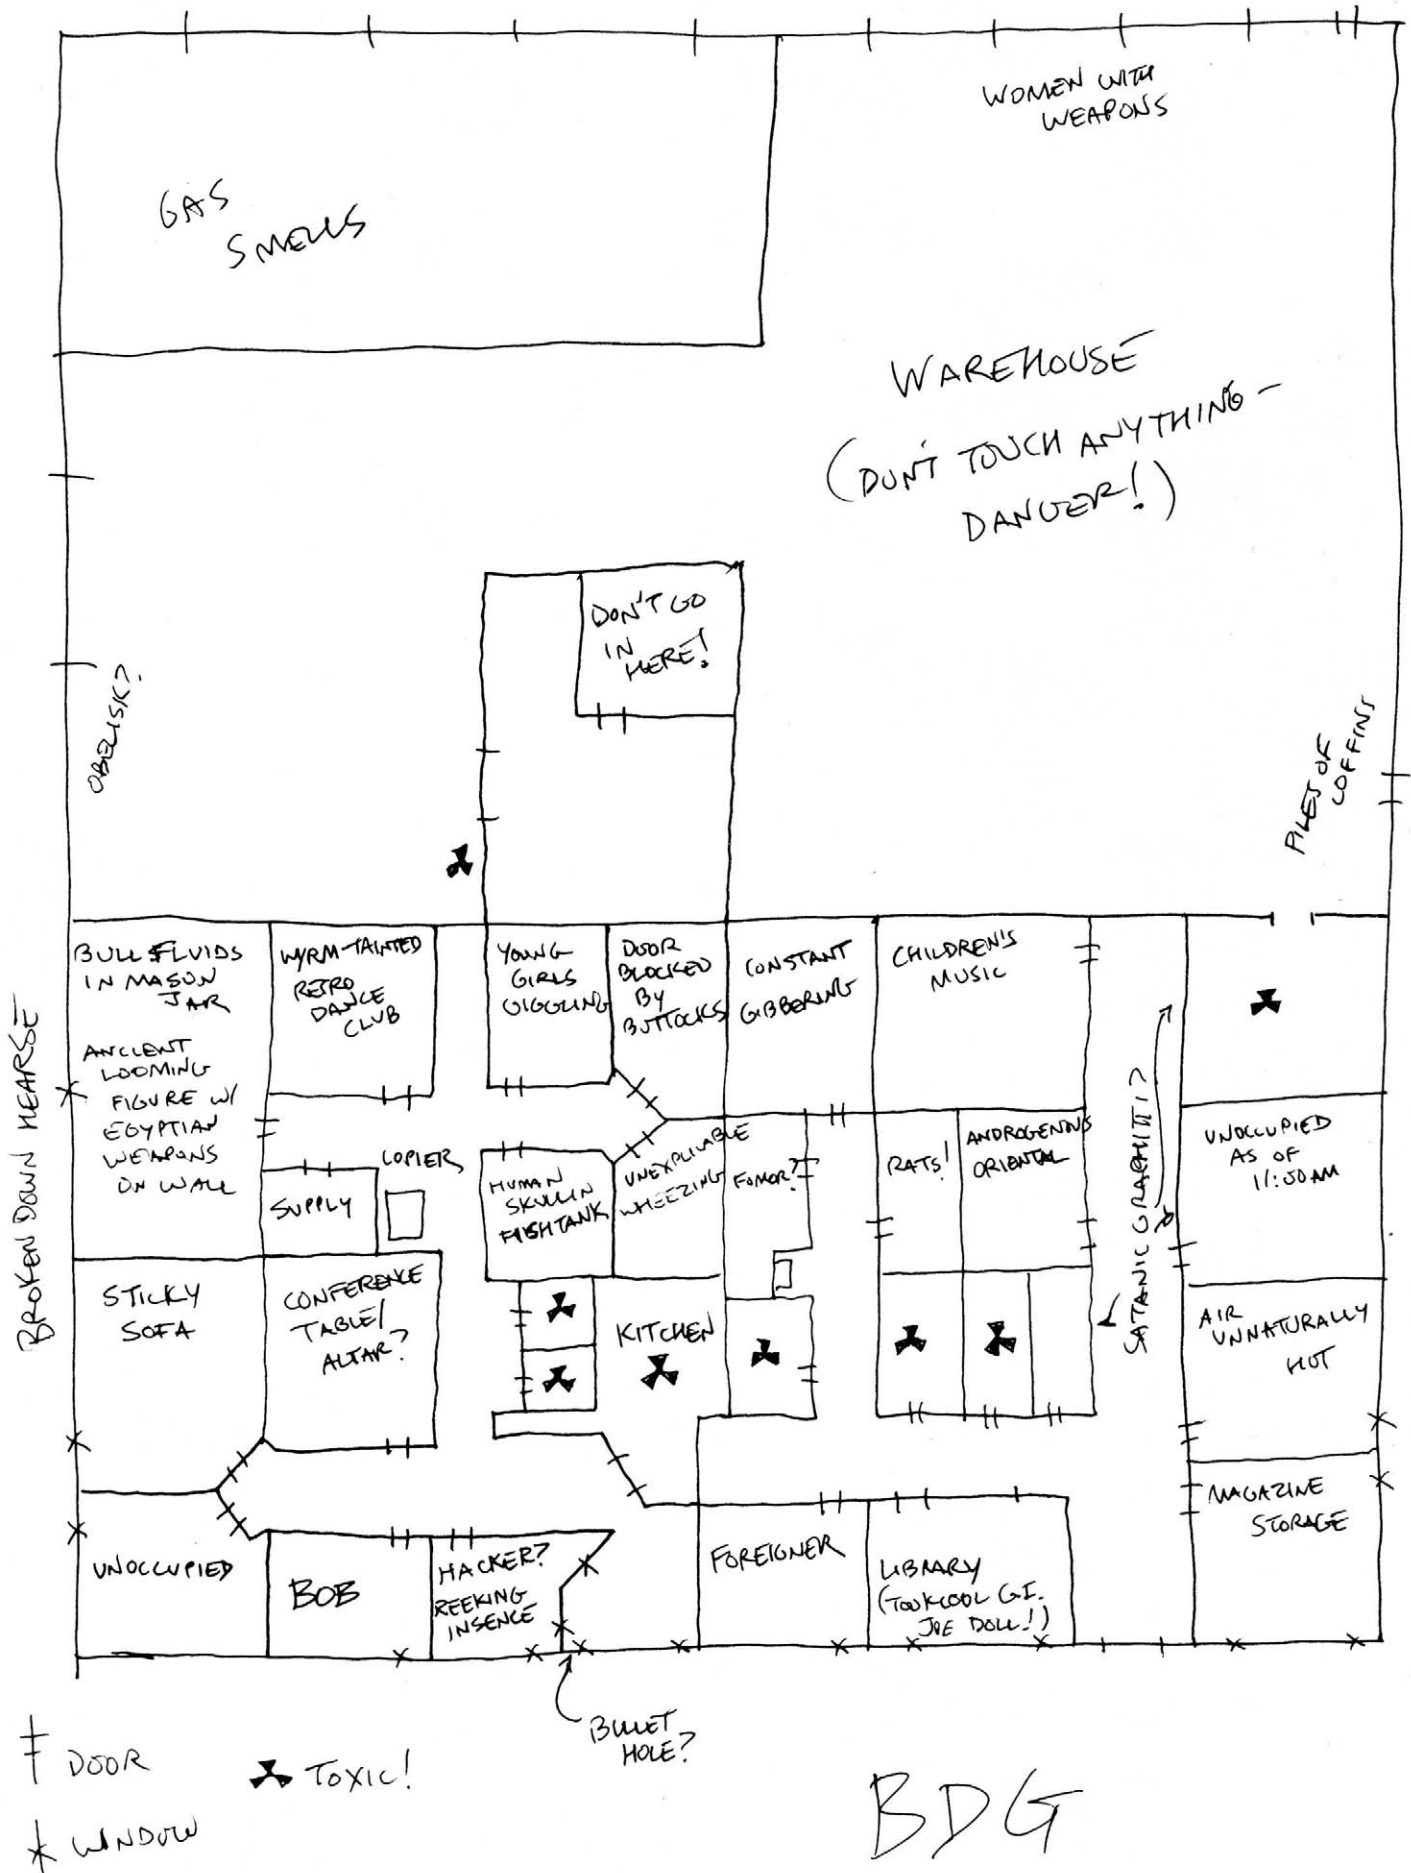 WOMEN WITH
WEAPONS
GAS
SMELLS
WAREHOUSE
(DON'T TOUCH ANYTHING -
DANGER!)
DON'T GO
IN
HERE!
OBELISK?
PILES OF
COFFINS
BROKEN DOWN HEARSE
BULL FLUIDS
IN MASON
JAR
ANCIENT
LOOMING
FIGURE W/
EGYPTIAN
WEAPONS
ON WALL
WYRM-TAINTED
RETRO
DANCE
CLUB
YOUNG
GIRLS
GIGGLING
DOOR
BLOCKED
BY
BUTTOCKS
CONSTANT
GIBBERING
CHILDREN'S
MUSIC
SATANIC GRAPHITTI?
COPIER
SUPPLY
HUMAN
SKULL IN
FISHTANK
UNEXPLICABLE
WHEEZING
FOMOR?
RATS!
ANDROGENOUS
ORIENTAL
UNOCCUPIED
AS OF
11:00AM
STICKY
SOFA
CONFERENCE
TABLE/
ALTAR?
KITCHEN
AIR
UNNATURALLY
HOT
MAGAZINE
STORAGE
UNOCCUPIED
BOB
HACKER?
REEKING
INSENCE
FOREIGNER
LIBRARY
(TOOK COOL G.I.
JOE DOLL!)
BULLET
HOLE?
DOOR
TOXIC!
WINDOW
BDG